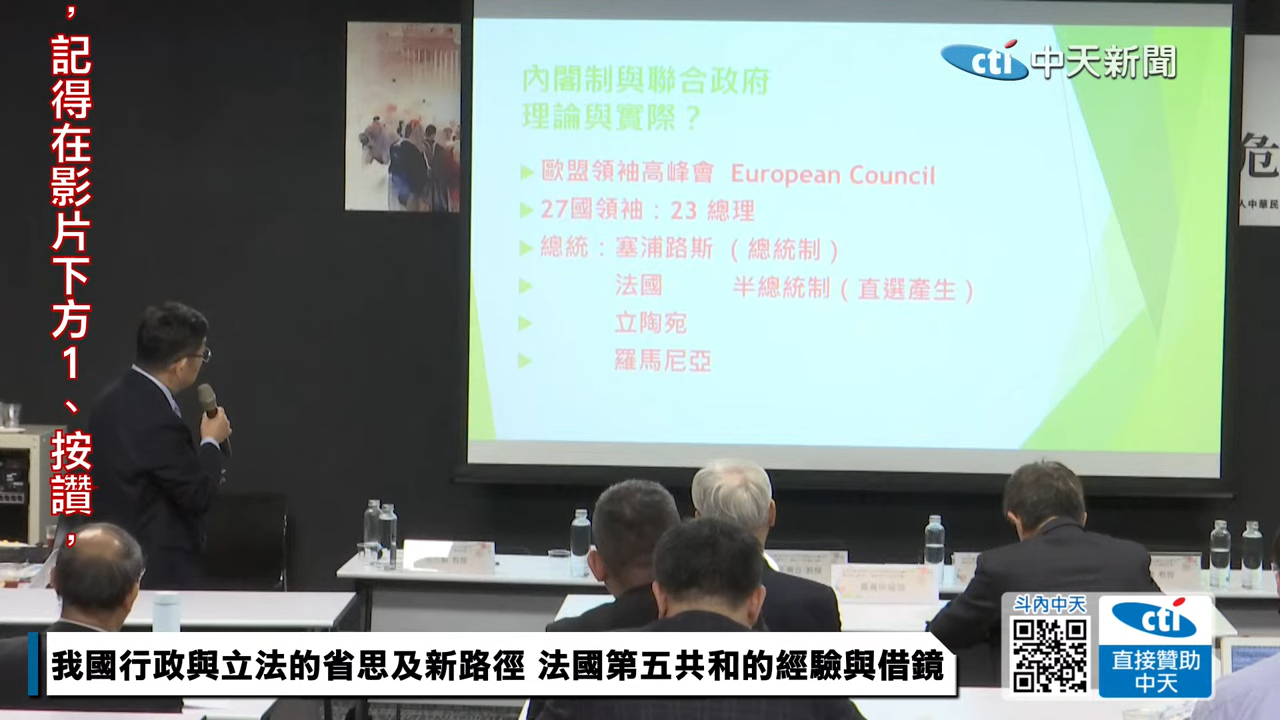 ，記得在影片下方1、按讚，
cti 中天新聞
內閣制與聯合政府
理論與實際？
歐盟領袖高峰會 European Council
27國領袖：23 總理
總統：塞浦路斯 （總統制）
法國 半總統制（直選產生）
立陶宛
羅馬尼亞
危
人中華民
斗內中天
cti
直接贊助
中天
我國行政與立法的省思及新路徑 法國第五共和的經驗與借鏡